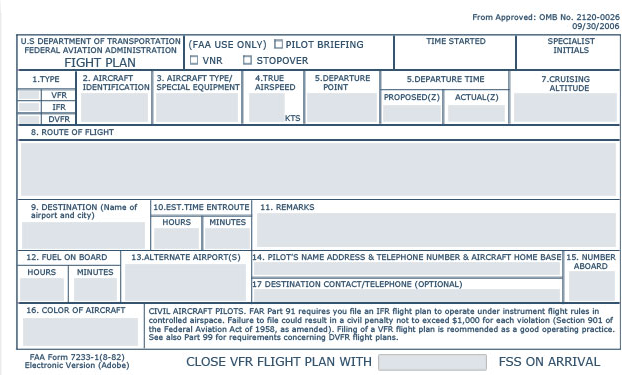 From Approved: OMB No. 2120-0026
09/30/2006
U.S DEPARTMENT OF TRANSPORTATION
FEDERAL AVIATION ADMINISTRATION
FIGHT PLAN
(FAA USE ONLY) PILOT BRIEFING
VNR STOPOVER
TIME STARTED
SPECIALIST
INITIALS
1.TYPE
VFR
IFR
DVFR
2. AIRCRAFT
IDENTIFICATION
3. AIRCRAFT TYPE/
SPECIAL EQUIPMENT
4.TRUE
AIRSPEED
KTS
5.DEPARTURE
POINT
5.DEPARTURE TIME
PROPOSED(Z) ACTUAL(Z)
7.CRUISING
ALTITUDE
8. ROUTE OF FLIGHT
9. DESTINATION (Name of
airport and city)
10.EST.TIME ENTROUTE
HOURS MINUTES
11. REMARKS
12. FUEL ON BOARD
HOURS MINUTES
13.ALTERNATE AIRPORT(S)
14. PILOT'S NAME ADDRESS & TELEPHONE NUMBER & AIRCRAFT HOME BASE
17 DESTINATION CONTACT/TELEPHONE (OPTIONAL)
15. NUMBER
ABOARD
16. COLOR OF AIRCRAFT
CIVIL AIRCRAFT PILOTS. FAR Part 91 requires you file an IFR flight plan to operate under instrument flight rules in
controlled airspace. Failure to file could result in a civil penalty not to exceed $1,000 for each violation (Section 901 of
the Federal Aviation Act of 1958, as amended). Filing of a VFR flight plan is reommended as a good operating practice.
See also Part 99 for requirements concerning DVFR flight plans.
FAA Form 7233-1(8-82)
Electronic Version (Adobe)
CLOSE VFR FLIGHT PLAN WITH FSS ON ARRIVAL